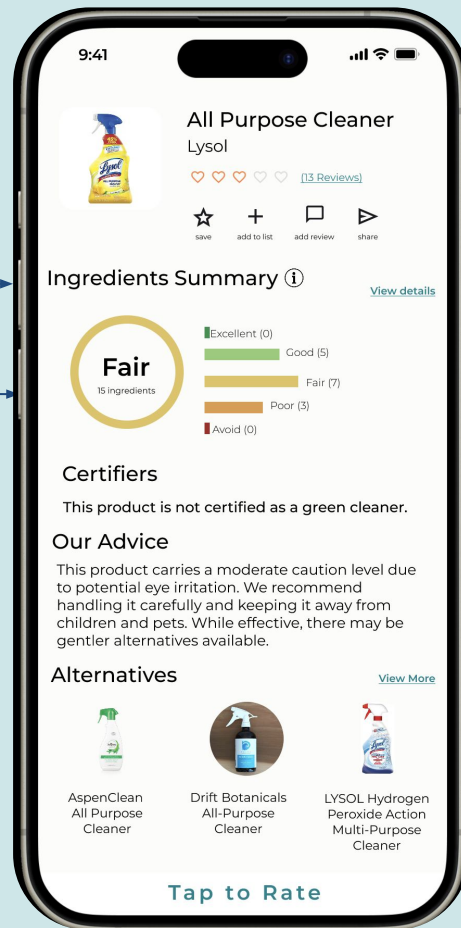 9:41
All Purpose Cleaner
Lysol
(13 Reviews)
save
add to list
add review
share
Ingredients Summary
View details
Fair
15 ingredients
Excellent (0)
Good (5)
Fair (7)
Poor (3)
Avoid (0)
Certifiers
This product is not certified as a green cleaner.
Our Advice
This product carries a moderate caution level due
to potential eye irritation. We recommend
handling it carefully and keeping it away from
children and pets. While effective, there may be
gentler alternatives available.
Alternatives
View More
AspenClean
All Purpose
Cleaner
Drift Botanicals
All-Purpose
Cleaner
LYSOL Hydrogen
Peroxide Action
Multi-Purpose
Cleaner
Tap to Rate